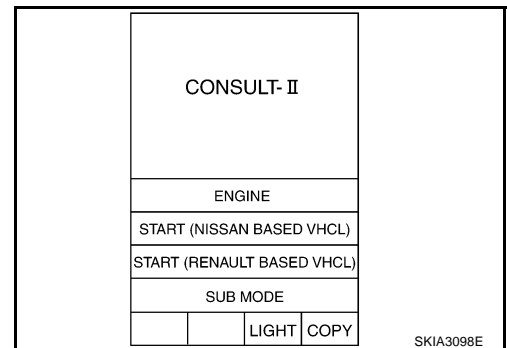 CONSULT-II
ENGINE
START (NISSAN BASED VHCL)
START (RENAULT BASED VHCL)
SUB MODE
LIGHT COPY
SKIA3098E